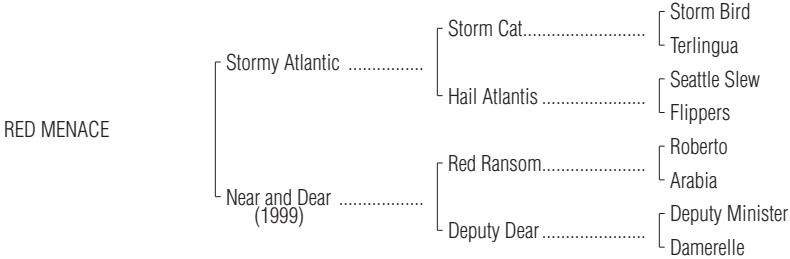 Storm Bird
Storm Cat..........................
Terlingua
Stormy Atlantic ................
Seattle Slew
Hail Atlantis ......................
Flippers
RED MENACE
Roberto
Red Ransom......................
Arabia
Near and Dear ..................
(1999)
Deputy Minister
Deputy Dear ......................
Damerelle